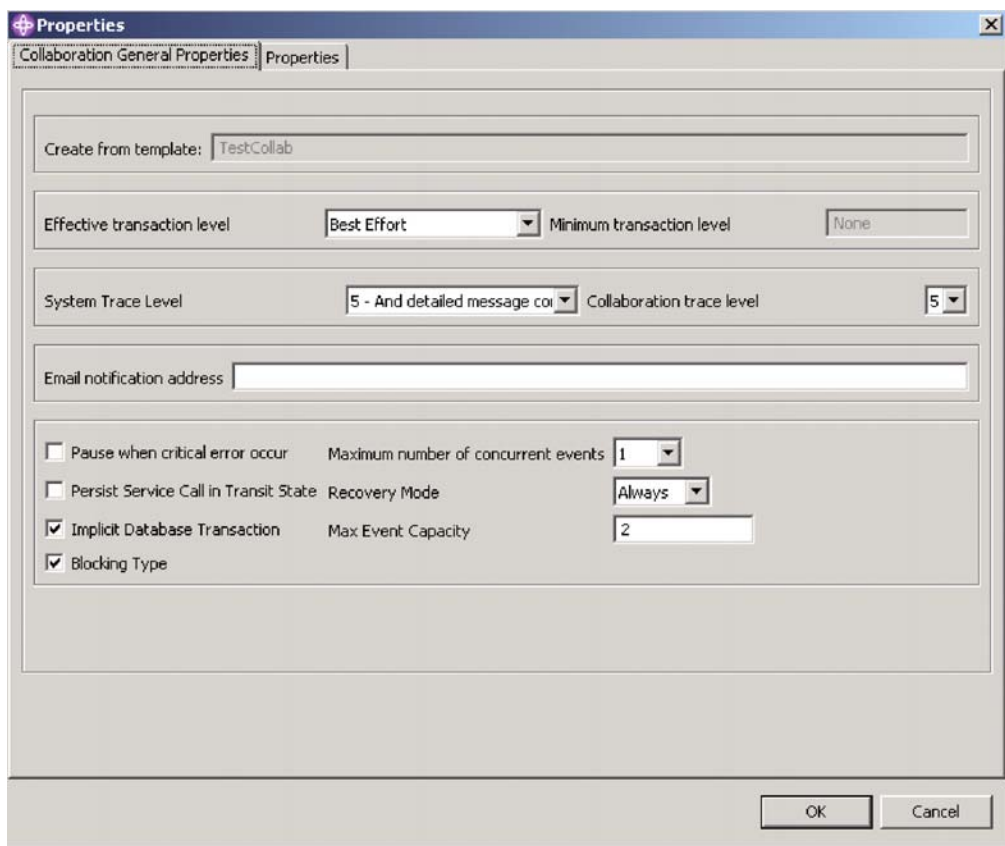 Properties
Collaboration General Properties Properties
Create from template: TestCollab
Effective transaction level Best Effort Minimum transaction level None
System Trace Level 5 - And detailed message co Collaboration trace level 5
Email notification address
Pause when critical error occur Maximum number of concurrent events 1
Persist Service Call in Transit State Recovery Mode Always
Implicit Database Transaction Max Event Capacity 2
Blocking Type
OK Cancel